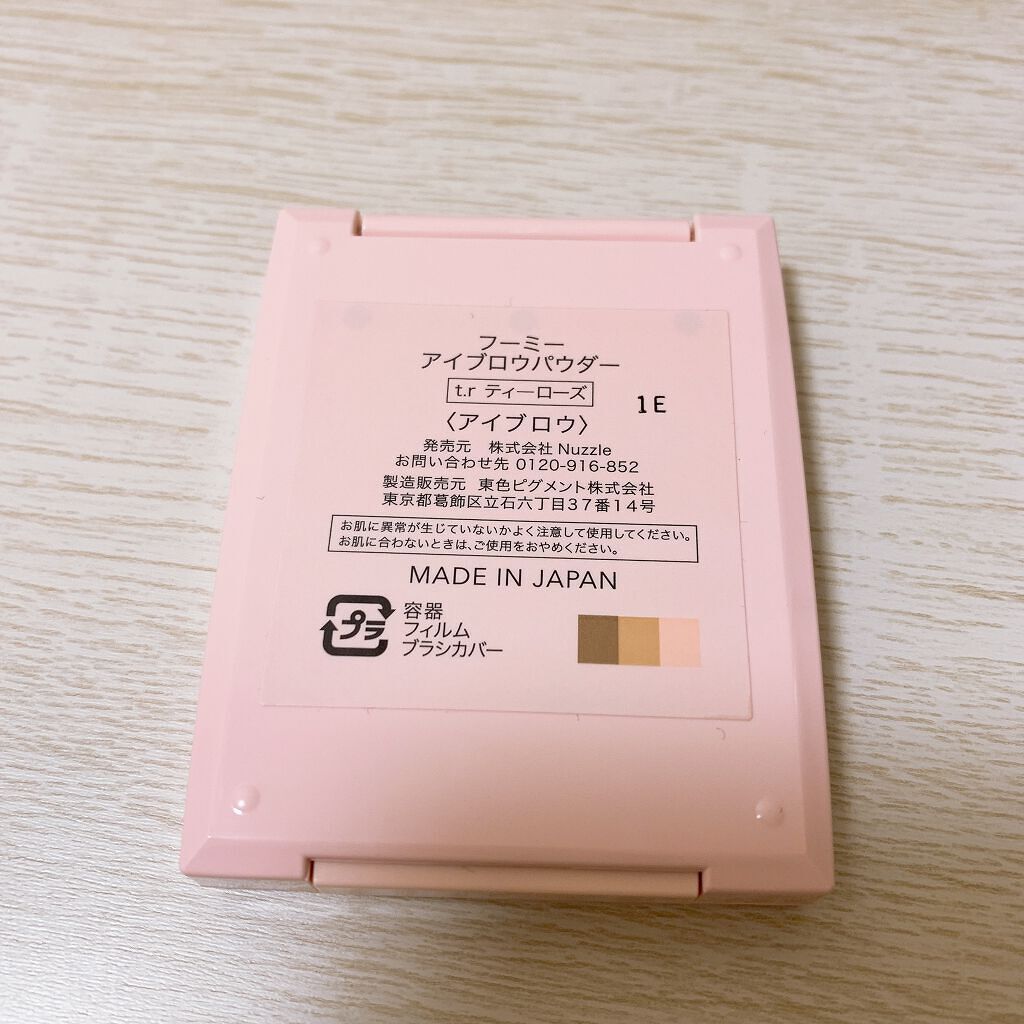 フーミー
アイブロウパウダー
t.r ティーローズ
1E
〈アイブロウ〉
発売元 株式会社 Nuzzle
お問い合わせ先 0120-916-852
製造販売元 東色ピグメント株式会社
東京都葛飾区立石六丁目37番14号
お肌に異常が生じていないかよく注意して使用してください。
お肌に合わないときは、ご使用をおやめください。
MADE IN JAPAN
プラ
容器
フィルム
ブラシカバー